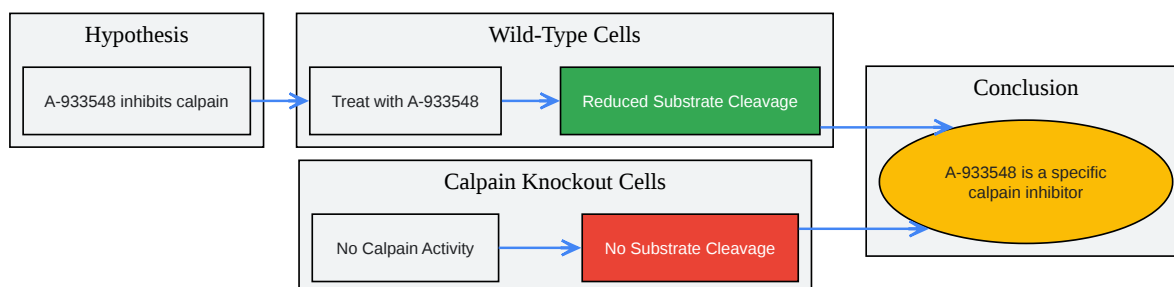 Hypothesis
A-933548 inhibits calpain
Wild-Type Cells
Treat with A-933548
Reduced Substrate Cleavage
Calpain Knockout Cells
No Calpain Activity
No Substrate Cleavage
Conclusion
A-933548 is a specific
calpain inhibitor